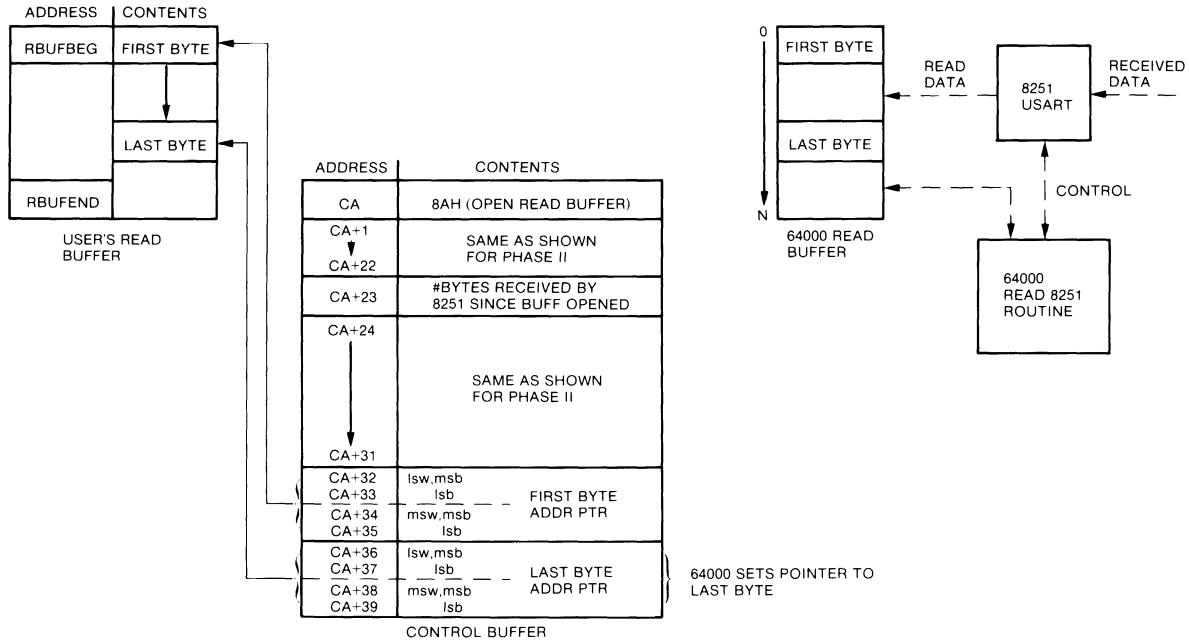 ADDRESS CONTENTS
RBUFBEG FIRST BYTE
LAST BYTE
RBUFEND
USER'S READ
BUFFER
ADDRESS CONTENTS
CA 8AH (OPEN READ BUFFER)
CA+1
SAME AS SHOWN
FOR PHASE II
CA+22
CA+23 #BYTES RECEIVED BY
8251 SINCE BUFF OPENED
CA+24
SAME AS SHOWN
FOR PHASE II
CA+31
CA+32 lsw,msb
CA+33 lsb
FIRST BYTE
ADDR PTR
CA+34 msw,msb
CA+35 lsb
CA+36 lsw,msb
CA+37 lsb
LAST BYTE
ADDR PTR
CA+38 msw,msb
CA+39 lsb
64000 SETS POINTER TO
LAST BYTE
CONTROL BUFFER
0
FIRST BYTE
LAST BYTE
N
64000 READ
BUFFER
READ
DATA
8251
USART
RECEIVED
DATA
CONTROL
64000
READ 8251
ROUTINE